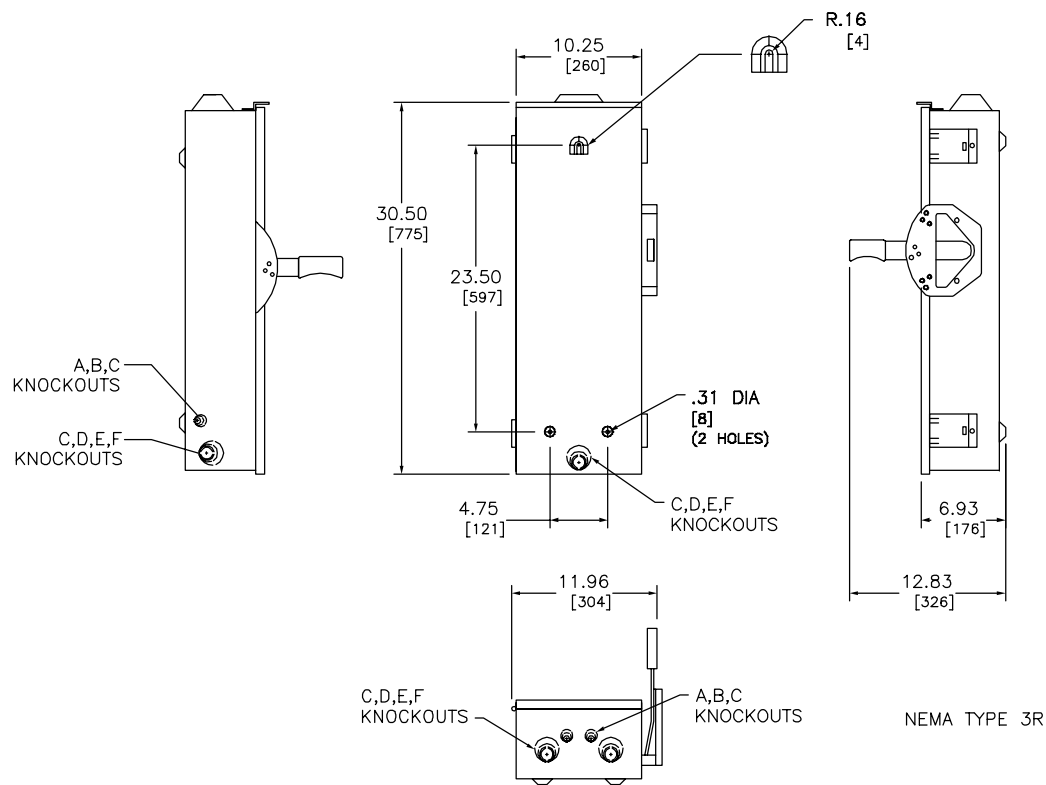 R.16
[4]
10.25
[260]
30.50
[775]
23.50
[597]
A,B,C
KNOCKOUTS
C,D,E,F
KNOCKOUTS
.31 DIA
[8]
(2 HOLES)
4.75
[121]
C,D,E,F
KNOCKOUTS
6.93
[176]
12.83
[326]
11.96
[304]
C,D,E,F
KNOCKOUTS
A,B,C
KNOCKOUTS
NEMA TYPE 3R